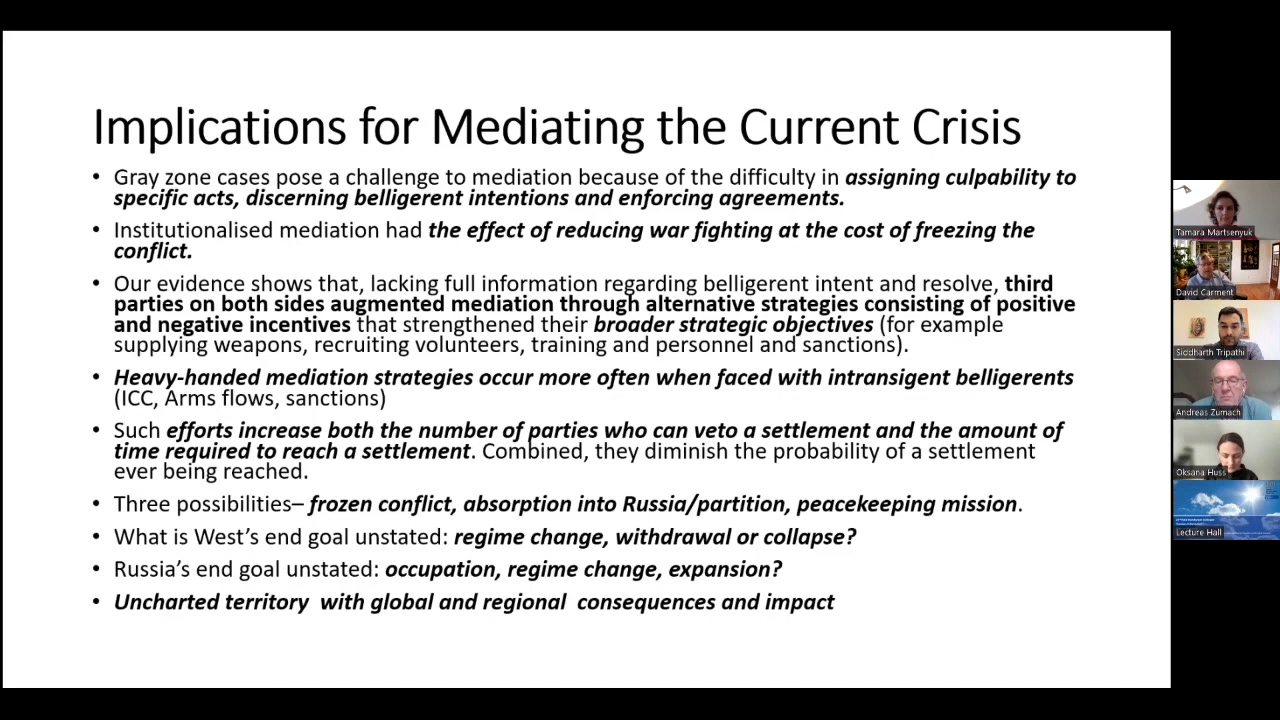 Implications for Mediating the Current Crisis
• Gray zone cases pose a challenge to mediation because of the difficulty in assigning culpability to
specific acts, discerning belligerent intentions and enforcing agreements.
• Institutionalised mediation had the effect of reducing war fighting at the cost of freezing the
conflict.
• Our evidence shows that, lacking full information regarding belligerent intent and resolve, third
parties on both sides augmented mediation through alternative strategies consisting of positive
and negative incentives that strengthened their broader strategic objectives (for example
supplying weapons, recruiting volunteers, training and personnel and sanctions).
• Heavy-handed mediation strategies occur more often when faced with intransigent belligerents
(ICC, Arms flows, sanctions)
• Such efforts increase both the number of parties who can veto a settlement and the amount of
time required to reach a settlement. Combined, they diminish the probability of a settlement
ever being reached.
• Three possibilities– frozen conflict, absorption into Russia/partition, peacekeeping mission.
• What is West’s end goal unstated: regime change, withdrawal or collapse?
• Russia’s end goal unstated: occupation, regime change, expansion?
• Uncharted territory  with global and regional  consequences and impact
Tamara Martsenyuk
David Carment
Siddharth Tripathi
Andreas Zumach
Oksana Huss
Lecture Hall